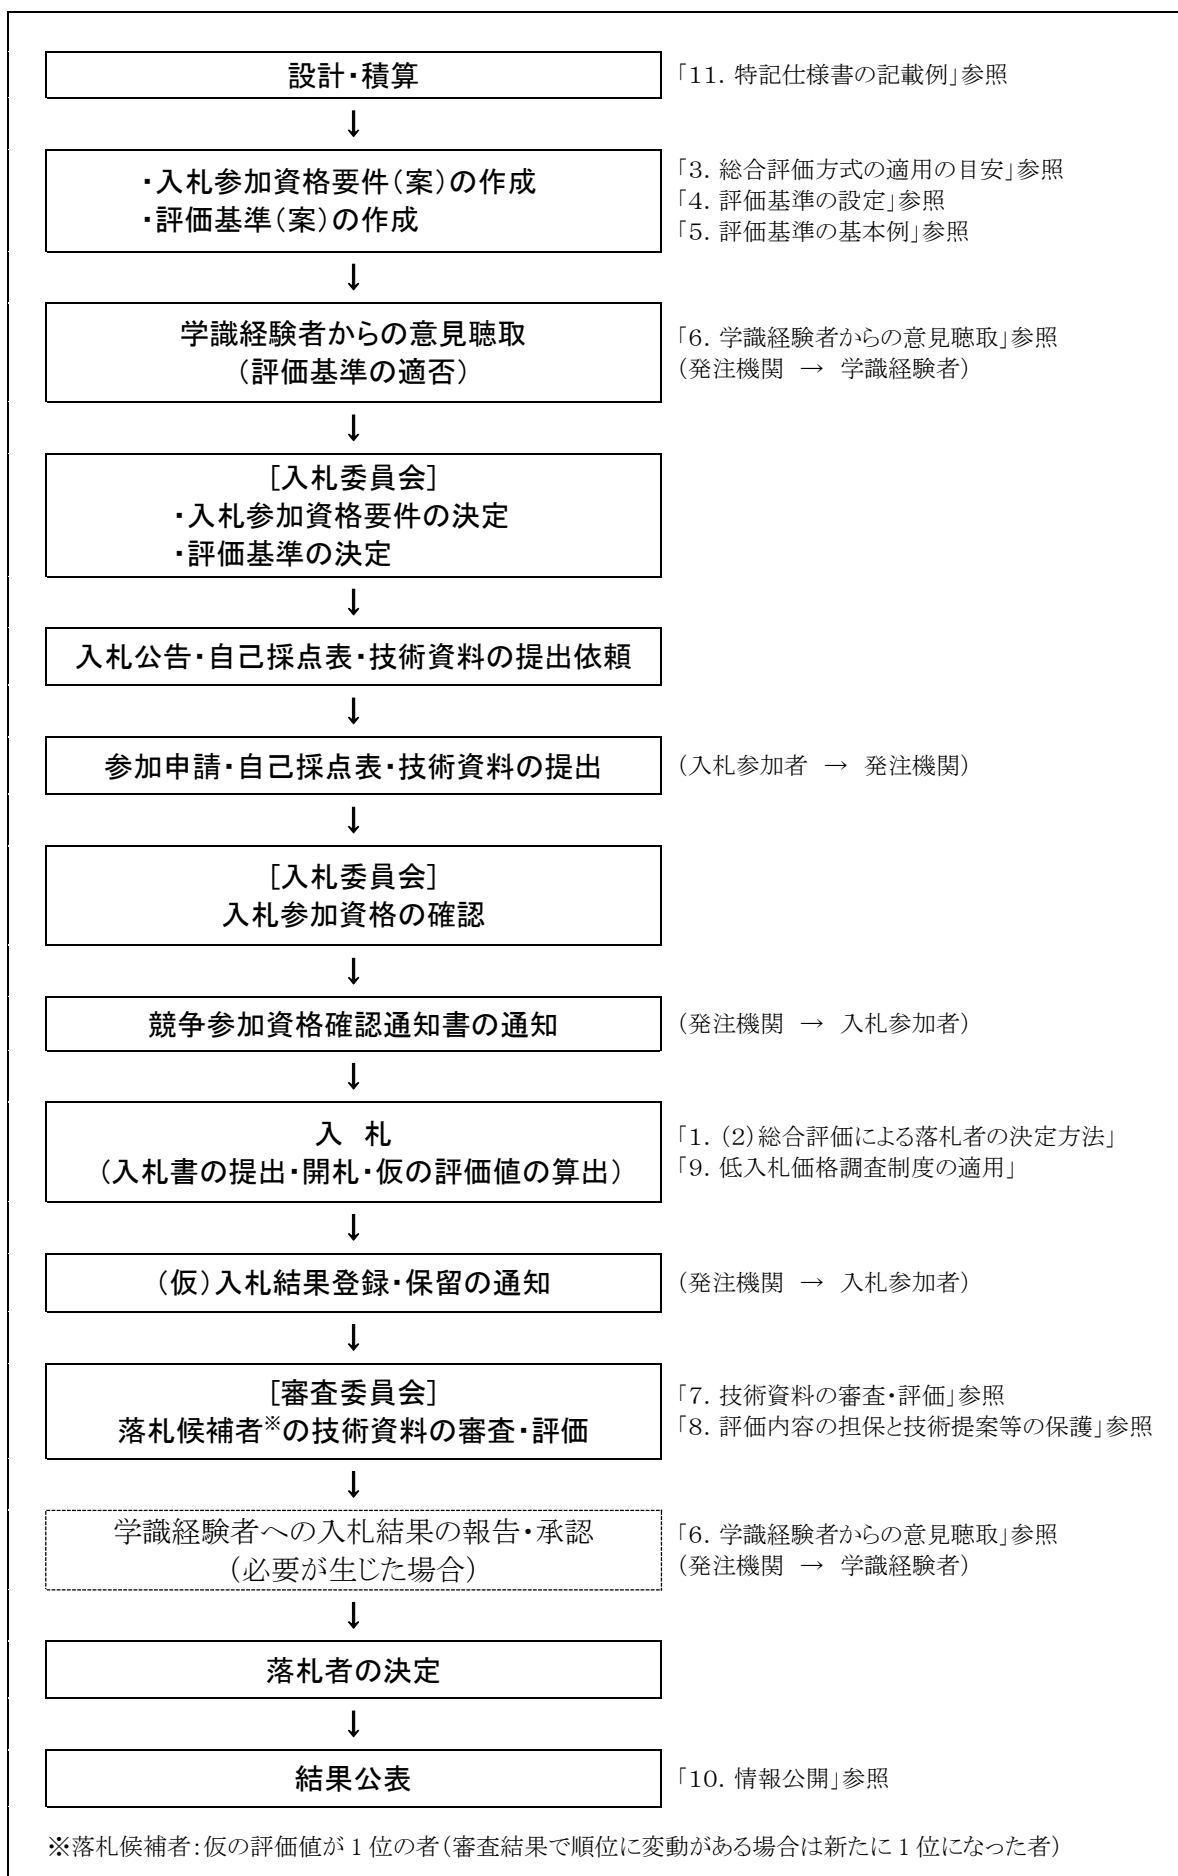 設計・積算
「11. 特記仕様書の記載例」参照
↓
・入札参加資格要件(案)の作成
・評価基準(案)の作成
「3. 総合評価方式の適用の目安」参照
「4. 評価基準の設定」参照
「5. 評価基準の基本例」参照
↓
学識経験者からの意見聴取
(評価基準の適否)
「6. 学識経験者からの意見聴取」参照
(発注機関 → 学識経験者)
↓
[入札委員会]
・入札参加資格要件の決定
・評価基準の決定
↓
入札公告・自己採点表・技術資料の提出依頼
↓
参加申請・自己採点表・技術資料の提出
(入札参加者 → 発注機関)
↓
[入札委員会]
入札参加資格の確認
↓
競争参加資格確認通知書の通知
(発注機関 → 入札参加者)
↓
入 札
(入札書の提出・開札・仮の評価値の算出)
「1. (2)総合評価による落札者の決定方法」
「9. 低入札価格調査制度の適用」
↓
(仮)入札結果登録・保留の通知
(発注機関 → 入札参加者)
↓
[審査委員会]
落札候補者※の技術資料の審査・評価
「7. 技術資料の審査・評価」参照
「8. 評価内容の担保と技術提案等の保護」参照
↓
学識経験者への入札結果の報告・承認
(必要が生じた場合)
「6. 学識経験者からの意見聴取」参照
(発注機関 → 学識経験者)
↓
落札者の決定
↓
結果公表
「10. 情報公開」参照
※落札候補者:仮の評価値が 1 位の者(審査結果で順位に変動がある場合は新たに 1 位になった者)